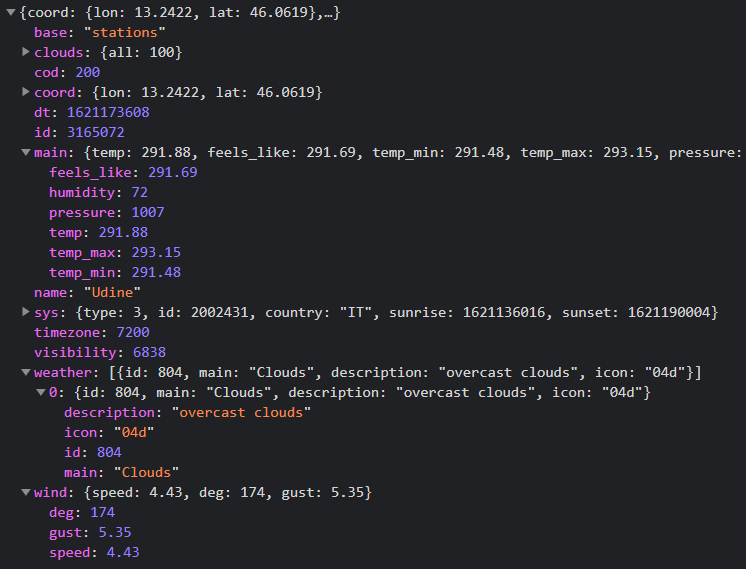 {coord: {lon: 13.2422, lat: 46.0619},…}
base: "stations"
clouds: {all: 100}
cod: 200
coord: {lon: 13.2422, lat: 46.0619}
dt: 1621173608
id: 3165072
main: {temp: 291.88, feels_like: 291.69, temp_min: 291.48, temp_max: 293.15, pressure:
feels_like: 291.69
humidity: 72
pressure: 1007
temp: 291.88
temp_max: 293.15
temp_min: 291.48
name: "Udine"
sys: {type: 3, id: 2002431, country: "IT", sunrise: 1621136016, sunset: 1621190004}
timezone: 7200
visibility: 6838
weather: [{id: 804, main: "Clouds", description: "overcast clouds", icon: "04d"}]
0: {id: 804, main: "Clouds", description: "overcast clouds", icon: "04d"}
description: "overcast clouds"
icon: "04d"
id: 804
main: "Clouds"
wind: {speed: 4.43, deg: 174, gust: 5.35}
deg: 174
gust: 5.35
speed: 4.43